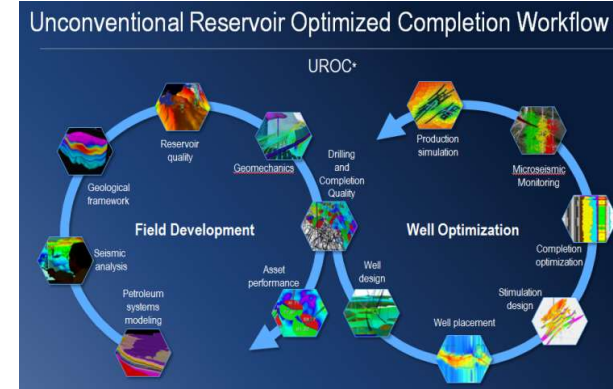 Unconventional Reservoir Optimized Completion Workflow
UROC*
Reservoir
quality
Geomechanics
Geological
framework
Drilling
and
Completion
Quality
Field Development
Seismic
analysis
Asset
performance
Petroleum
systems
modeling
Production
simulation
Microseismic
Monitoring
Well Optimization
Completion
optimization
Well
design
Stimulation
design
Well placement